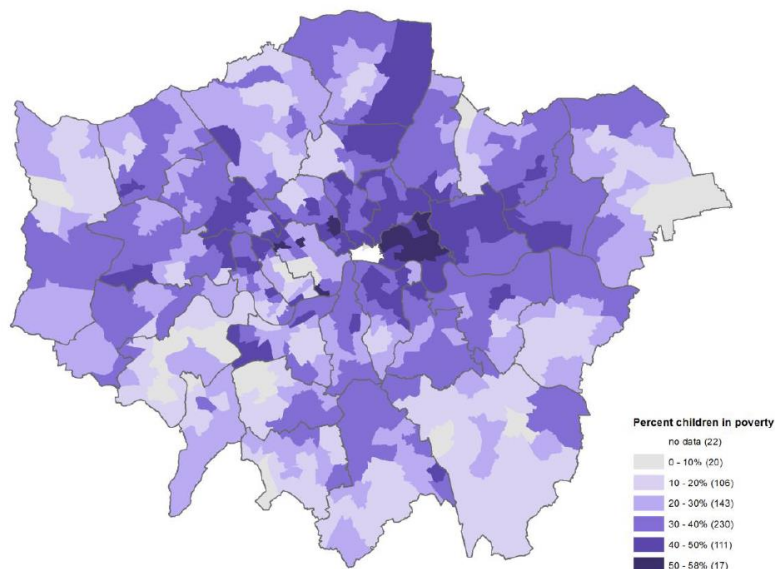 Percent children in poverty
no data (22)
0 - 10% (20)
10 - 20% (106)
20 - 30% (143)
30 - 40% (230)
40 - 50% (111)
50 - 58% (17)